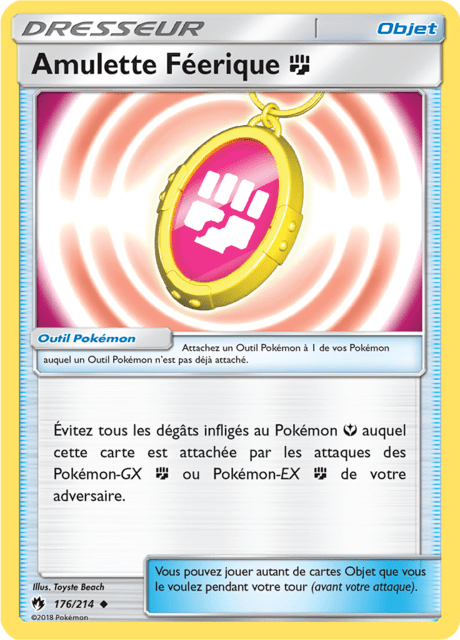 DRESSEUR
Objet
Amulette Féerique
Outil Pokémon
Attachez un Outil Pokémon à 1 de vos Pokémon
auquel un Outil Pokémon n'est pas déjà attaché.
Évitez tous les dégâts infligés au Pokémon auquel
cette carte est attachée par les attaques des
Pokémon-GX ou Pokémon-EX de votre
adversaire.
Vous pouvez jouer autant de cartes Objet que vous
le voulez pendant votre tour (avant votre attaque).
Illus. Toyste Beach
176/214
©2018 Pokémon